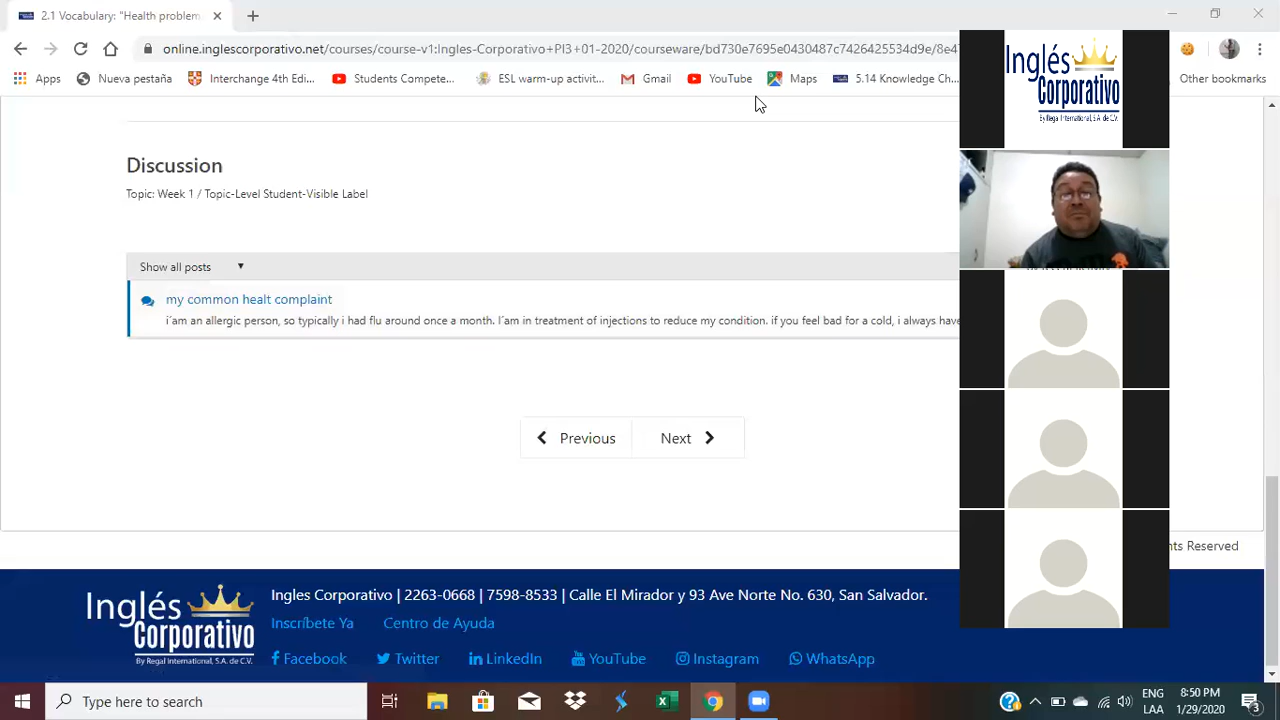 2.1 Vocabulary: "Health problem
online.inglescorporativo.net/courses/course-v1:Ingles-Corporativo+PI3+01-2020/courseware/bd730e7695e0430487c7426425534d9e/8e4
Apps Nueva pestaña Interchange 4th Edi... Students Compete... ESL warm-up activit... Gmail YouTube Maps 5.14 Knowledge Ch... Other bookmarks
Inglés
Corporativo
By Regal International, S.A. de C.V.
Discussion
Topic: Week 1 / Topic-Level Student-Visible Label
Show all posts
my common healt complaint
i´am an allergic person, so typically i had flu around once a month. I´am in treatment of injections to reduce my condition. if you feel bad for a cold, i always have
Previous Next
ts Reserved
Inglés
Corporativo
By Regal International, S.A. de C.V.
Ingles Corporativo | 2263-0668 | 7598-8533 | Calle El Mirador y 93 Ave Norte No. 630, San Salvador.
Inscríbete Ya Centro de Ayuda
Facebook Twitter LinkedIn YouTube Instagram WhatsApp
Type here to search
ENG
LAA
8:50 PM
1/29/2020
3